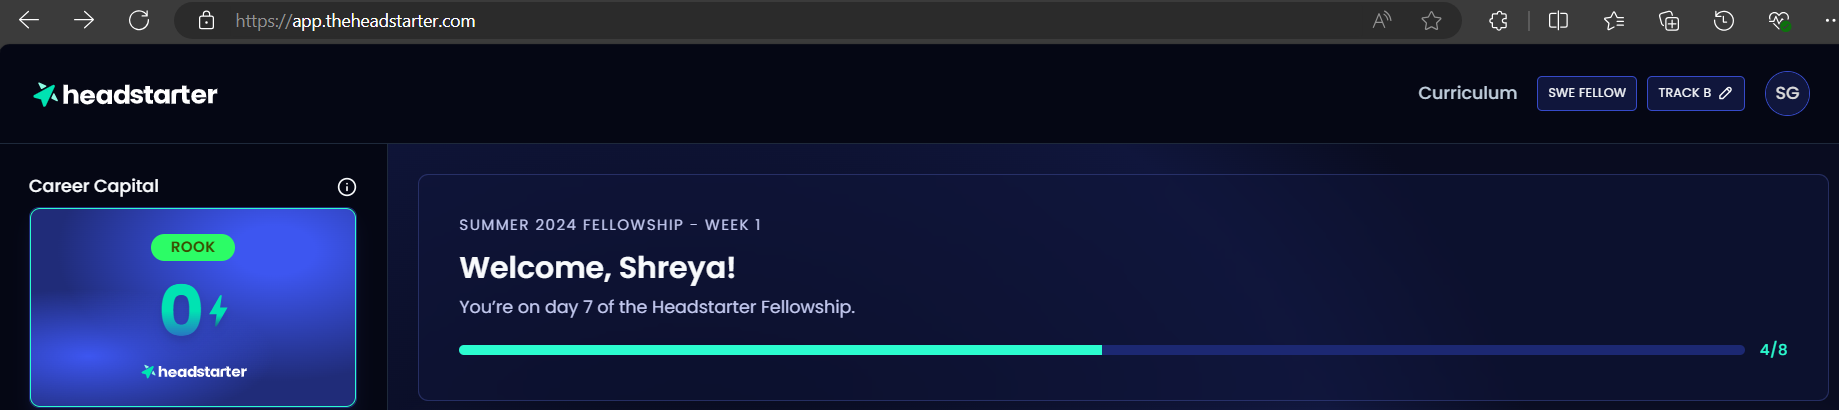 https://app.theheadstarter.com
headstarter
Curriculum
SWE FELLOW
TRACK B
SG
Career Capital
ROOK
0
headstarter
SUMMER 2024 FELLOWSHIP - WEEK 1
Welcome, Shreya!
You’re on day 7 of the Headstarter Fellowship.
4/8